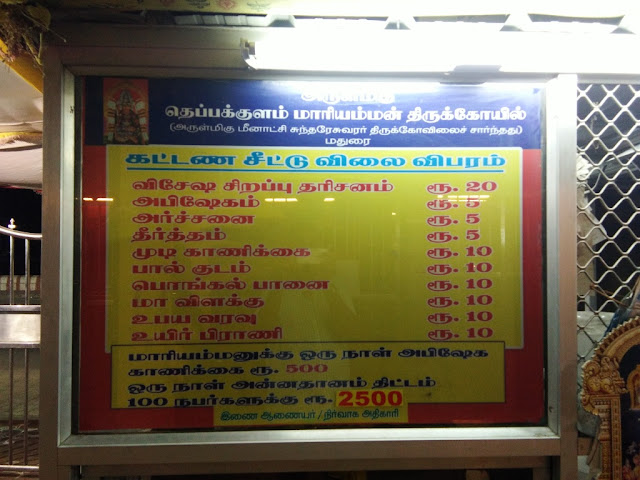 அருள்மிகு
தெப்பக்குளம் மாரியம்மன் திருக்கோயில்
(அருள்மிகு மீனாட்சி சுந்தரேசுவரர் திருக்கோவிலைச் சார்ந்தது)
மதுரை
கட்டண சீட்டு விலை விபரம்
விசேஷ சிறப்பு தரிசனம் ரூ. 20
அபிஷேகம் ரூ. 5
அர்ச்சனை ரூ. 5
தீர்த்தம் ரூ. 5
முடி காணிக்கை ரூ. 10
பால் குடம் ரூ. 10
பொங்கல் பானை ரூ. 10
மா விளக்கு ரூ. 10
உபய வரவு ரூ. 10
உயிர் பிராணி ரூ. 10
மாரியம்மனுக்கு ஒரு நாள் அபிஷேக
காணிக்கை ரூ. 500
ஒரு நாள் அன்னதானம் திட்டம்
100 நபர்களுக்கு ரூ. 2500
இணை ஆணையர் / நிர்வாக அதிகாரி